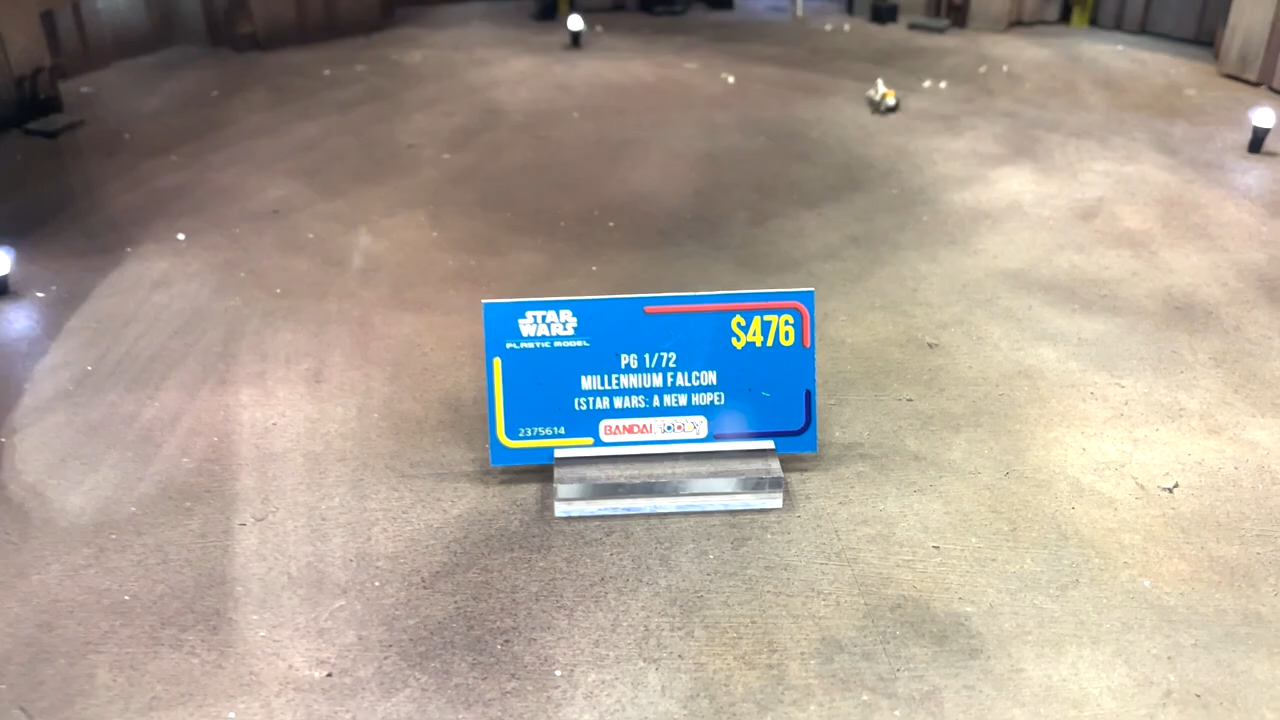 STAR
WARS
PLASTIC MODEL
$476
PG 1/72
MILLENNIUM FALCON
(STAR WARS: A NEW HOPE)
2375614
BANDAI HOBBY